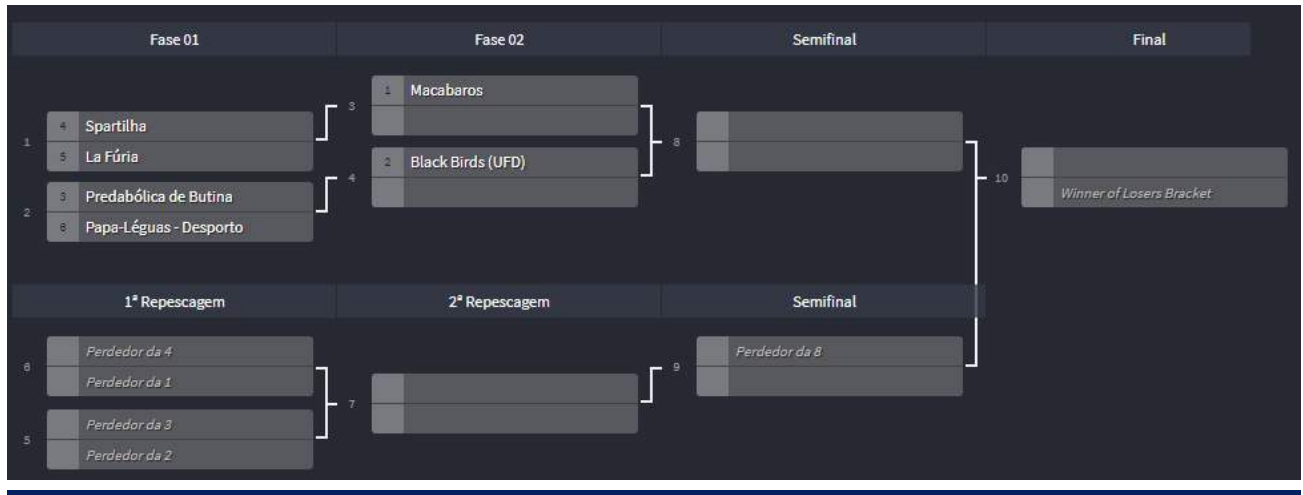 Fase 01 Fase 02 Semifinal Final
1 Macabaros
3
4 Spartilha
1
5 La Fúria
8
2 Black Birds (UFD)
4
10
Winner of Losers Bracket
3 Predabólica de Butina
2
6 Papa-Léguas - Desporto
1ª Repescagem 2ª Repescagem Semifinal
Perdedor da 4
6
Perdedor da 1
Perdedor da 8
9
7
Perdedor da 3
5
Perdedor da 2